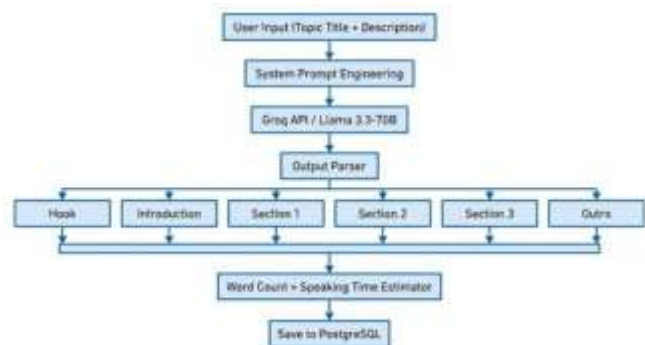 User Input (Topic Title + Description)
System Prompt Engineering
Groq API / Llama 3.3-70B
Output Parser
Hook
Introduction
Section 1
Section 2
Section 3
Outro
Word Count + Speaking Time Estimator
Save to PostgreSQL